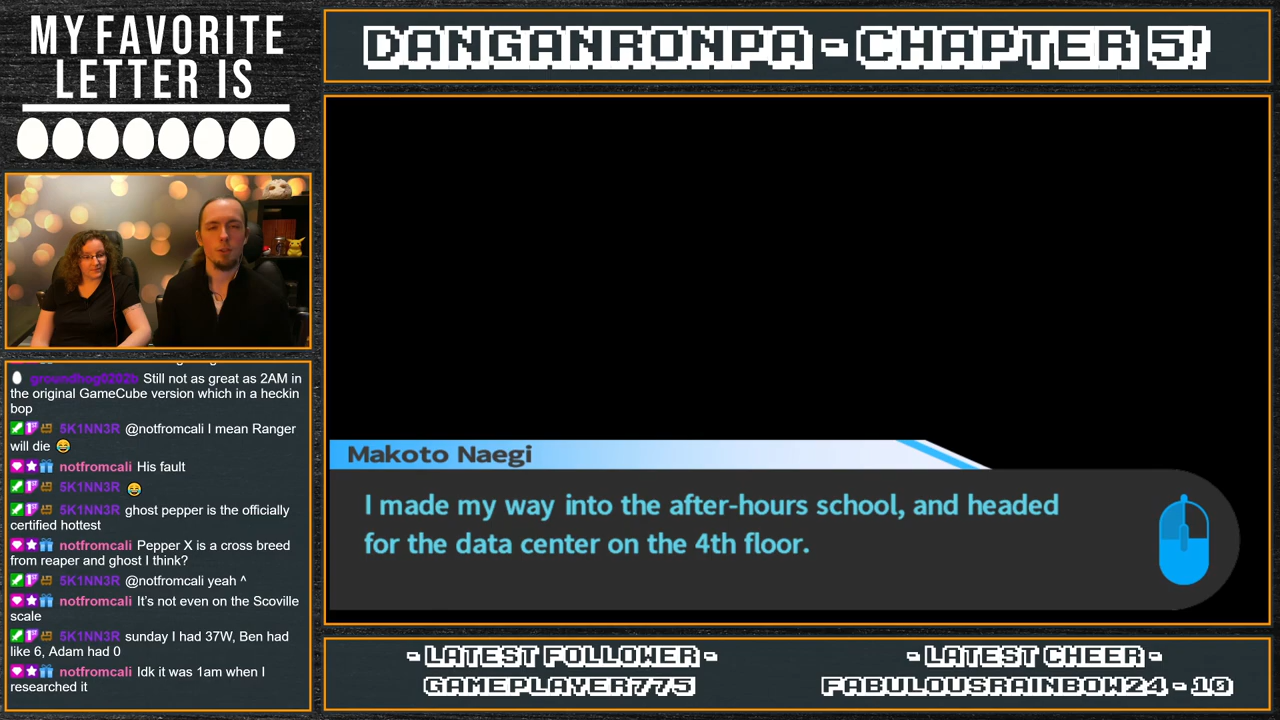 MY FAVORITE
LETTER IS
DANGANRONPA - CHAPTER 5!
groundhog0202b Still not as great as 2AM in
the original GameCube version which in a heckin
bop
5K1NN3R @notfromcali I mean Ranger
will die 😅
notfromcali His fault
5K1NN3R 😅
5K1NN3R ghost pepper is the officially
certified hottest
notfromcali Pepper X is a cross breed
from reaper and ghost I think?
5K1NN3R @notfromcali yeah ^
notfromcali It's not even on the Scoville
scale
5K1NN3R sunday I had 37W, Ben had
like 6, Adam had 0
notfromcali Idk it was 1am when I
researched it
Makoto Naegi
I made my way into the after-hours school, and headed
for the data center on the 4th floor.
- LATEST FOLLOWER -
GAMEPLAYER775
- LATEST CHEER -
FABULOUSRAINBOW24 - 10